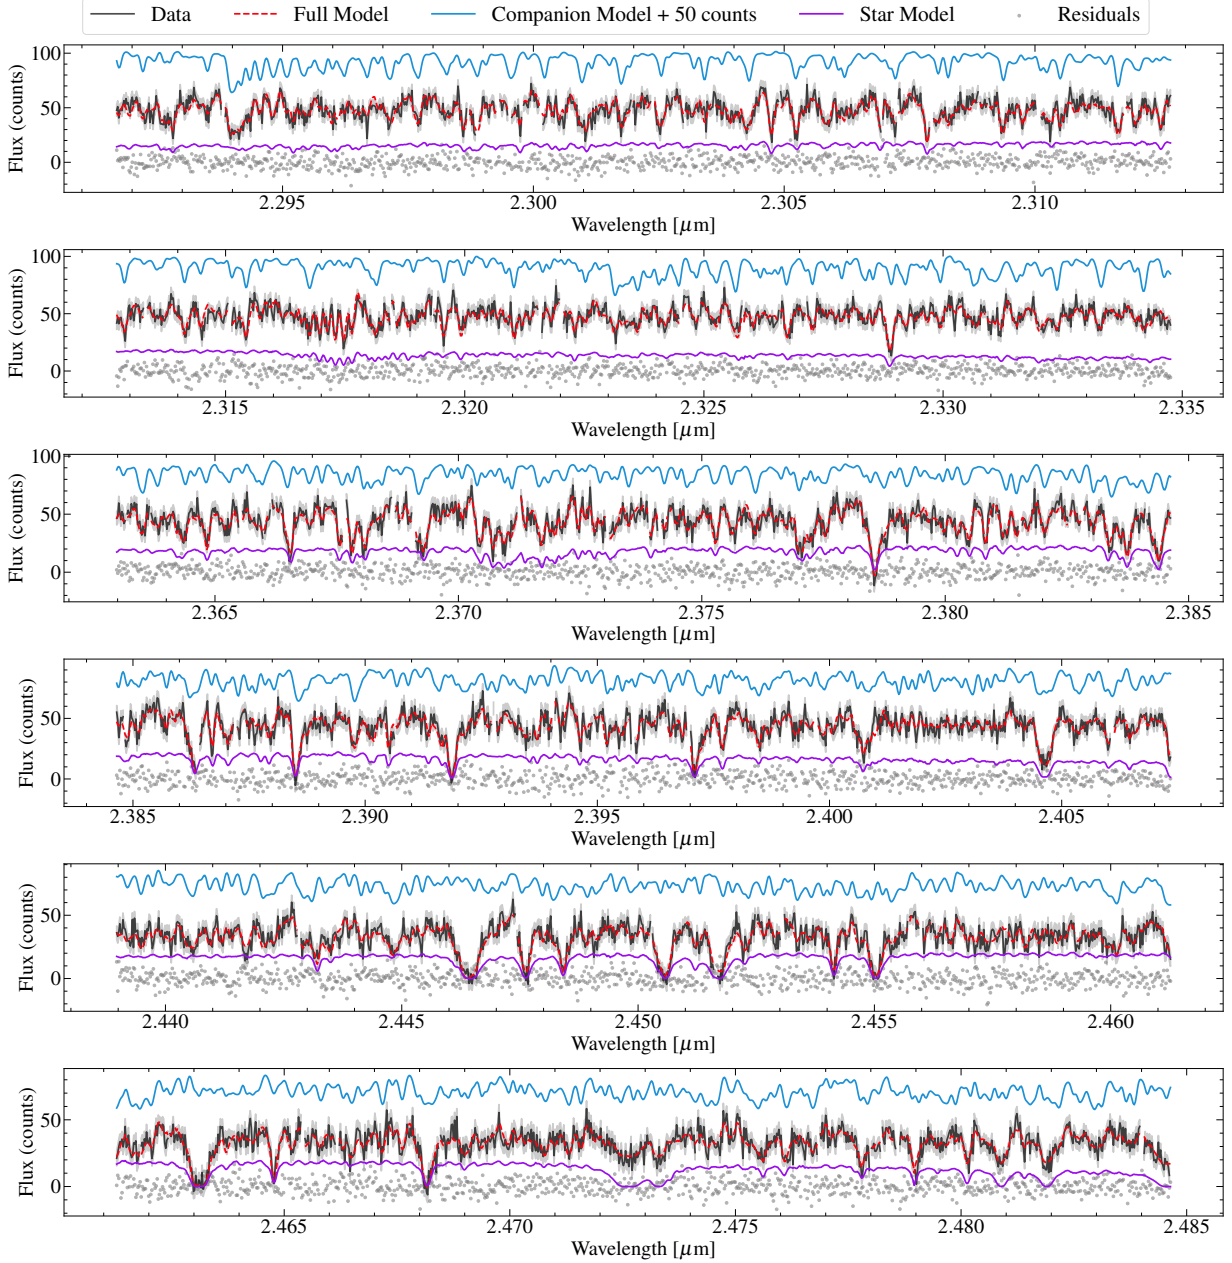 Data Full Model Companion Model + 50 counts Star Model Residuals
100
50
0
Flux (counts)
2.295 2.300 2.305 2.310
Wavelength [μm]
100
50
0
Flux (counts)
2.315 2.320 2.325 2.330 2.335
Wavelength [μm]
100
50
0
Flux (counts)
2.365 2.370 2.375 2.380 2.385
Wavelength [μm]
50
0
Flux (counts)
2.385 2.390 2.395 2.400 2.405
Wavelength [μm]
50
0
Flux (counts)
2.440 2.445 2.450 2.455 2.460
Wavelength [μm]
50
0
Flux (counts)
2.465 2.470 2.475 2.480 2.485
Wavelength [μm]